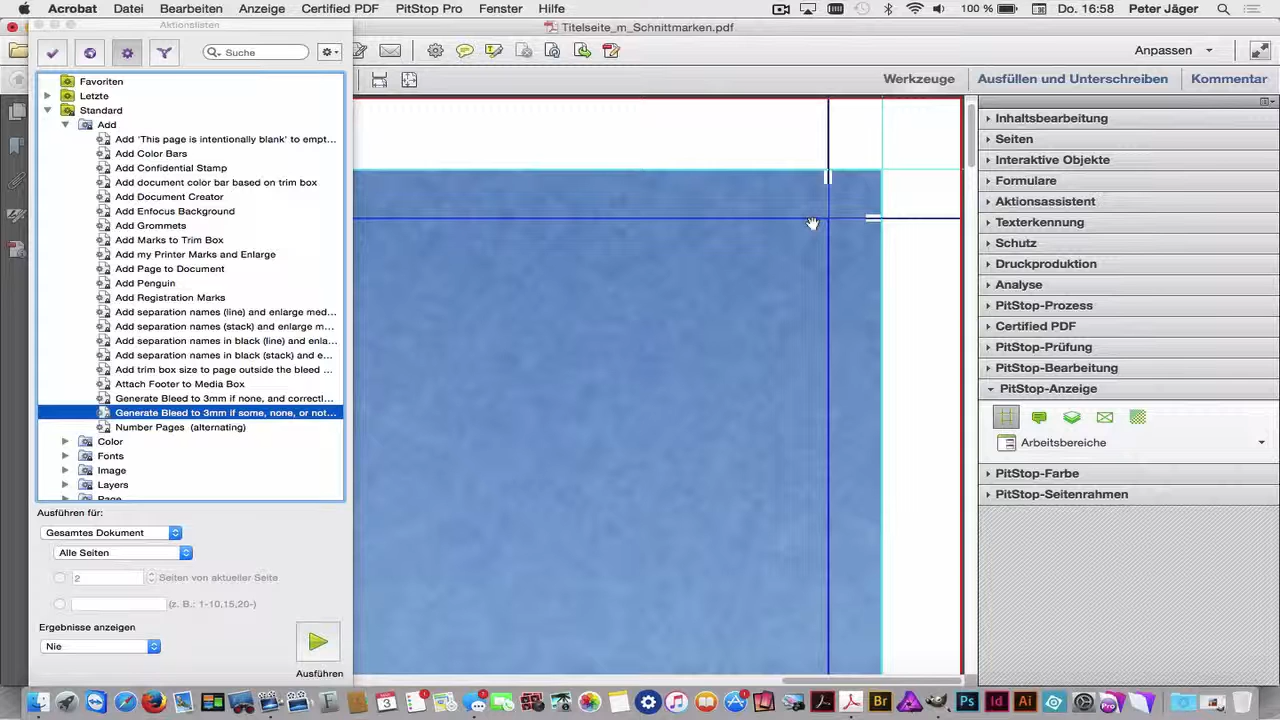 Acrobat Datei Bearbeiten Anzeige Certified PDF PitStop Pro Fenster Hilfe 100 % Do. 16:58 Peter Jäger
Aktionslisten
Titelseite_m_Schnittmarken.pdf
Suche
Anpassen
Werkzeuge Ausfüllen und Unterschreiben Kommentar
Favoriten
Letzte
Standard
Add
Add 'This page is intentionally blank' to empt...
Add Color Bars
Add Confidential Stamp
Add document color bar based on trim box
Add Document Creator
Add Enfocus Background
Add Grommets
Add Marks to Trim Box
Add my Printer Marks and Enlarge
Add Page to Document
Add Penguin
Add Registration Marks
Add separation names (line) and enlarge med...
Add separation names (stack) and enlarge m...
Add separation names in black (line) and enla...
Add separation names in black (stack) and e...
Add trim box size to page outside the bleed ...
Attach Footer to Media Box
Generate Bleed to 3mm if none, and correctl...
Generate Bleed to 3mm if some, none, or not...
Number Pages (alternating)
Color
Fonts
Image
Layers
Page
Ausführen für:
Gesamtes Dokument
Alle Seiten
2 Seiten von aktueller Seite
(z. B.: 1-10,15,20-)
Ergebnisse anzeigen
Nie
Ausführen
Inhaltsbearbeitung
Seiten
Interaktive Objekte
Formulare
Aktionsassistent
Texterkennung
Schutz
Druckproduktion
Analyse
PitStop-Prozess
Certified PDF
PitStop-Prüfung
PitStop-Bearbeitung
PitStop-Anzeige
Arbeitsbereiche
PitStop-Farbe
PitStop-Seitenrahmen
3
Br
Ps
Id
Ai
Pro